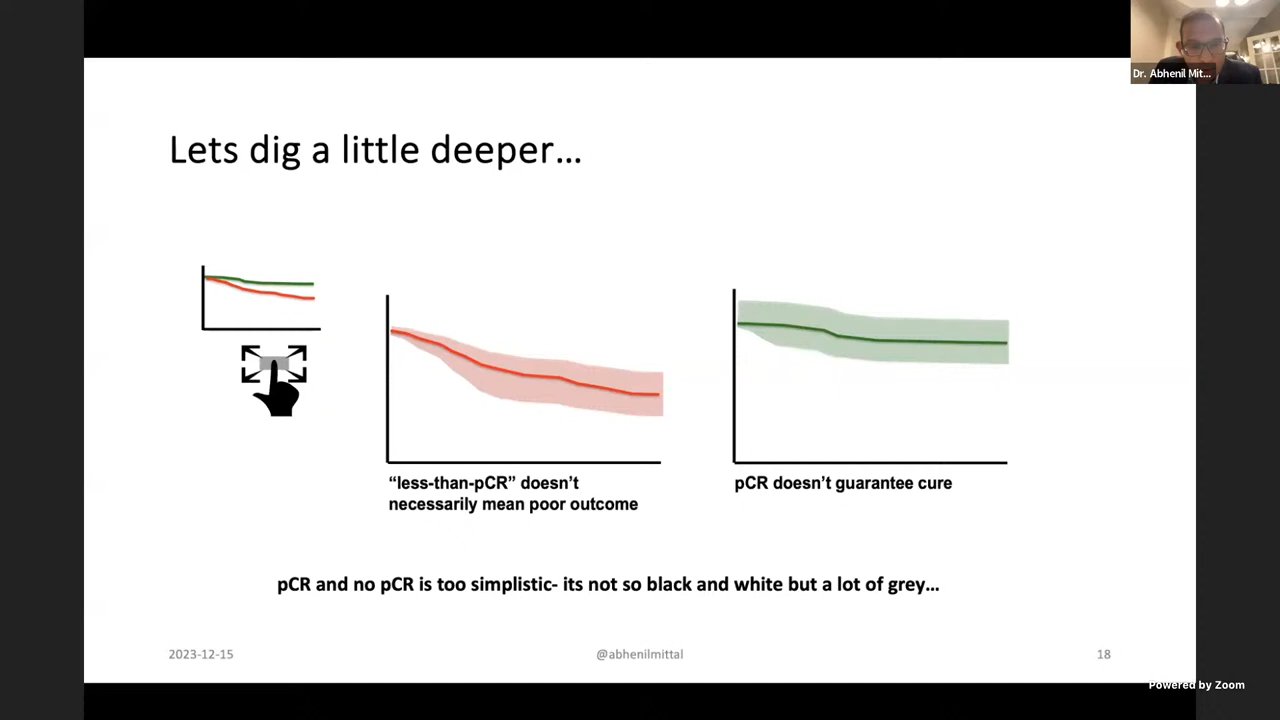 Dr. Abhenil Mit...
Lets dig a little deeper...
“less-than-pCR” doesn’t
necessarily mean poor outcome
pCR doesn’t guarantee cure
pCR and no pCR is too simplistic- its not so black and white but a lot of grey...
2023-12-15
@abhenilmittal
18
Powered by Zoom